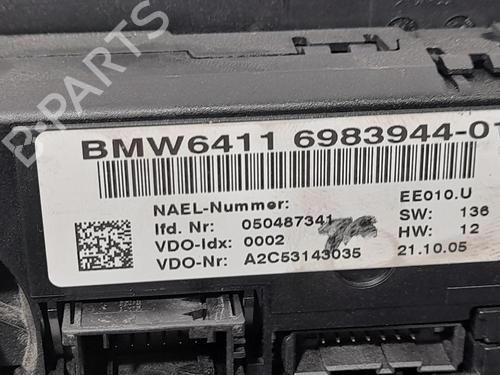 BMW6411 6983944-01
NAEL-Nummer:
EE010.U
lfd. Nr: 050487341
SW: 136
VDO-Idx: 0002
HW: 12
VDO-Nr: A2C53143035
21.10.05
B-PARTS